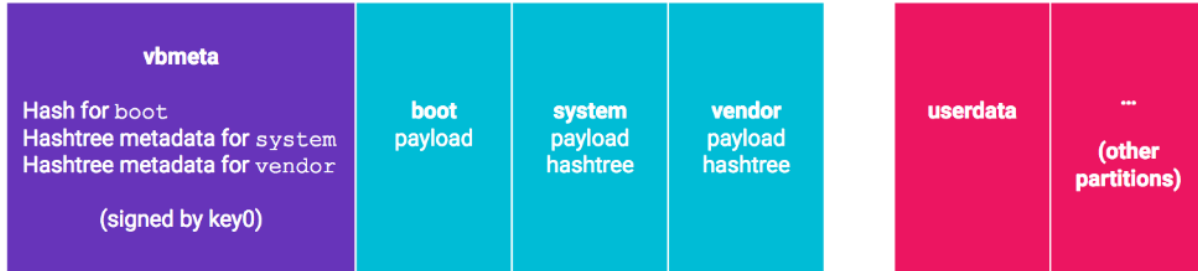 vbmeta
Hash for boot
Hashtree metadata for system
Hashtree metadata for vendor
(signed by key0)
boot
payload
system
payload
hashtree
vendor
payload
hashtree
userdata
...
(other
partitions)